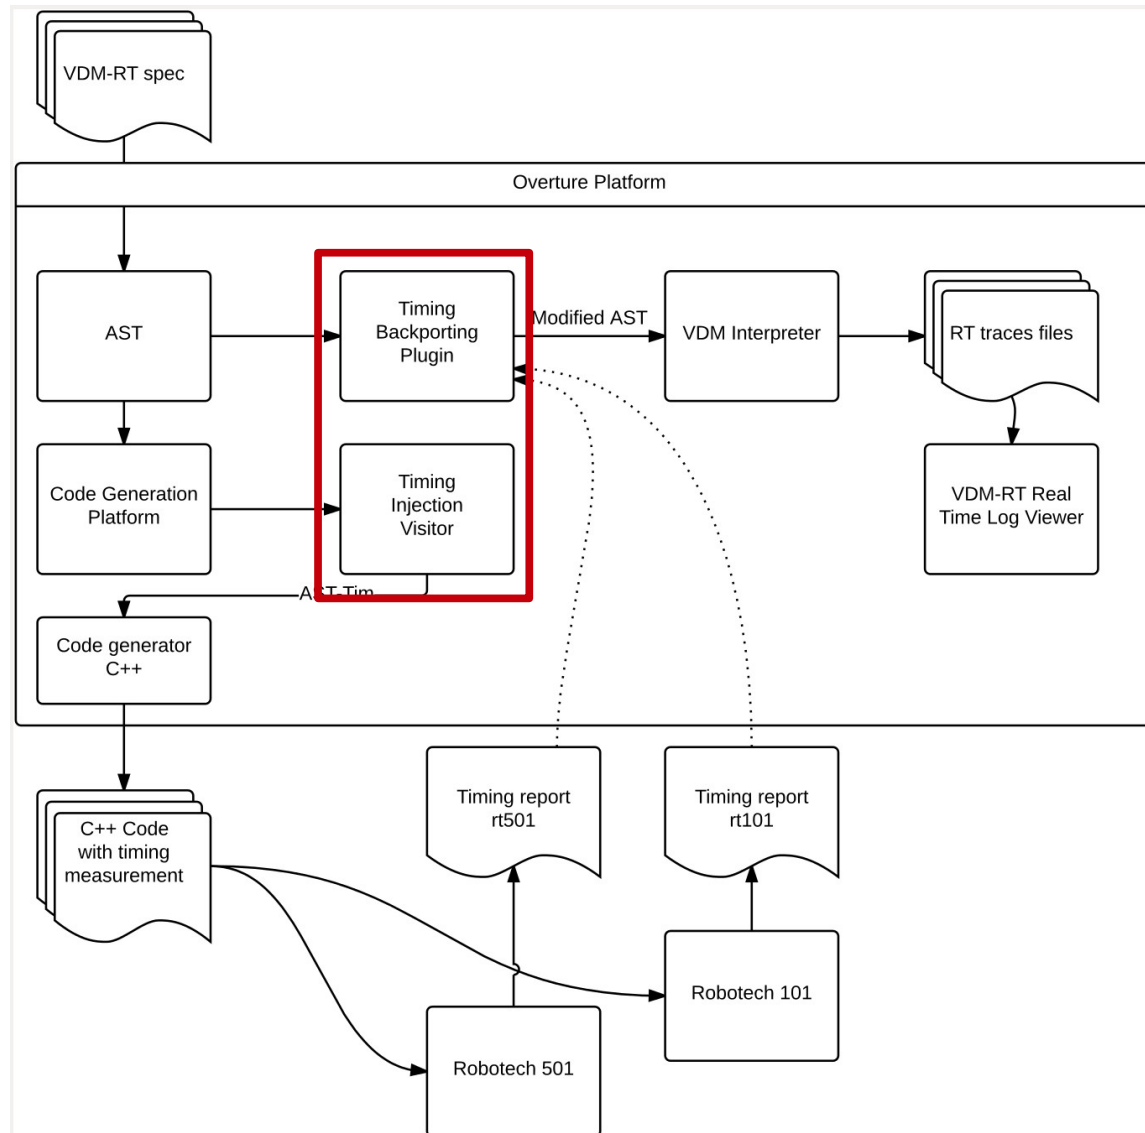 VDM-RT spec
Overture Platform
AST
Timing
Backporting
Plugin
Modified AST
VDM Interpreter
RT traces files
Code Generation
Platform
Timing
Injection
Visitor
VDM-RT Real
Time Log Viewer
AST-Tim
Code generator
C++
C++ Code
with timing
measurement
Timing report
rt501
Timing report
rt101
Robotech 101
Robotech 501